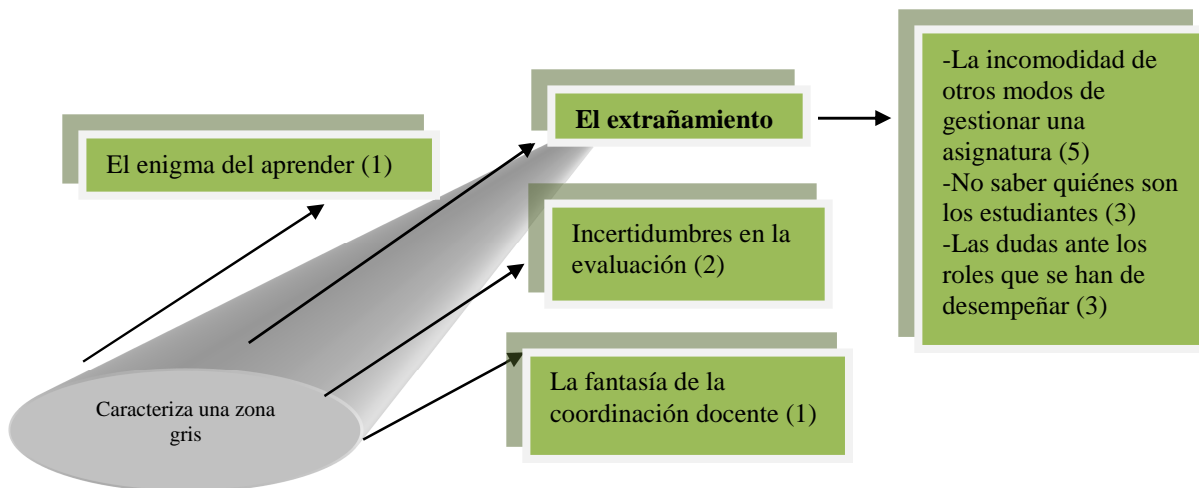 El enigma del aprender (1)
El extrañamiento
-La incomodidad de
otros modos de
gestionar una
asignatura (5)
-No saber quiénes son
los estudiantes (3)
-Las dudas ante los
roles que se han de
desempeñar (3)
Incertidumbres en la
evaluación (2)
La fantasía de la
coordinación docente (1)
Caracteriza una zona
gris